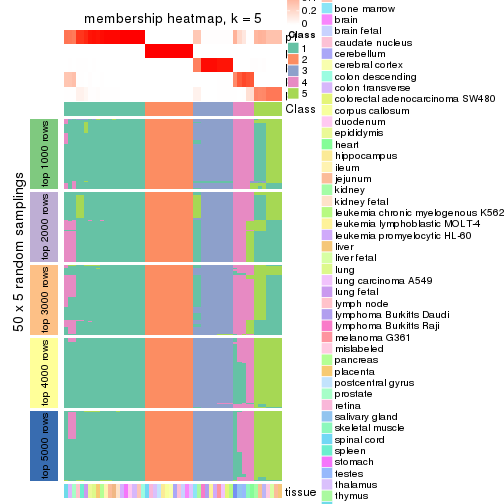 membership heatmap, k = 5
0.2
0
Class
1
2
3
4
5
Class
50 x 5 random samplings
top 1000 rows
top 2000 rows
top 3000 rows
top 4000 rows
top 5000 rows
tissue
bone marrow
brain
brain fetal
caudate nucleus
cerebellum
cerebral cortex
colon descending
colon transverse
colorectal adenocarcinoma SW480
corpus callosum
duodenum
epididymis
heart
hippocampus
ileum
jejunum
kidney
kidney fetal
leukemia chronic myelogenous K562
leukemia lymphoblastic MOLT-4
leukemia promyelocytic HL-60
liver
liver fetal
lung
lung carcinoma A549
lung fetal
lymph node
lymphoma Burkitts Daudi
lymphoma Burkitts Raji
melanoma G361
mislabeled
pancreas
placenta
postcentral gyrus
prostate
retina
salivary gland
skeletal muscle
spinal cord
spleen
stomach
testes
thalamus
thymus